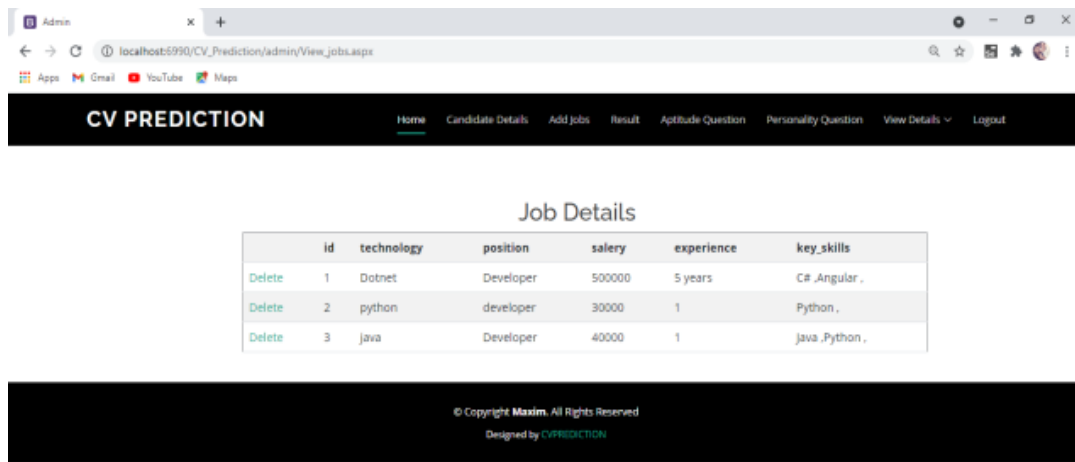 Admin
localhost:6990/CV_Prediction/admin/View_jobs.aspx
Apps Gmail YouTube Maps
CV PREDICTION Home Candidate Details Add Jobs Result Aptitude Question Personality Question View Details Logout
Job Details
id technology position salery experience key_skills
Delete 1 Dotnet Developer 500000 5 years C# ,Angular ,
Delete 2 python developer 30000 1 Python ,
Delete 3 java Developer 40000 1 Java ,Python ,
© Copyright Maxim. All Rights Reserved
Designed by CVPREDICTION